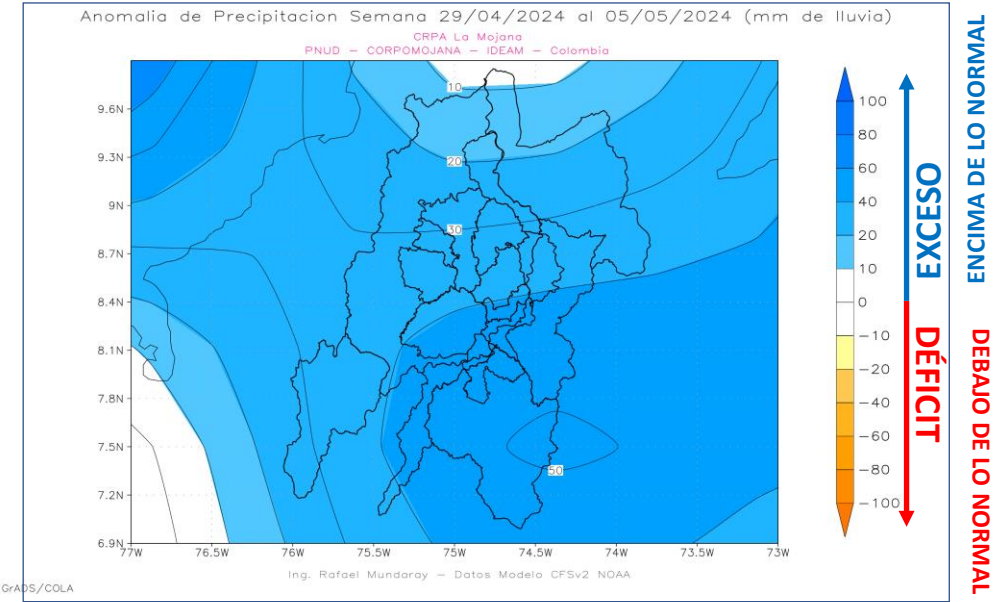 Anomalia de Precipitacion Semana 29/04/2024 al 05/05/2024 (mm de lluvia)
CRPA La Mojana
PNUD – CORPOMOJANA – IDEAM – Colombia
9.6N
9.3N
9N
8.7N
8.4N
8.1N
7.8N
7.5N
7.2N
6.9N
10
20
30
50
77W 76.5W 76W 75.5W 75W 74.5W 74W 73.5W 73W
100
80
60
40
20
10
0
−10
−20
−40
−60
−80
−100
EXCESO
DÉFICIT
ENCIMA DE LO NORMAL
DEBAJO DE LO NORMAL
Ing. Rafael Mundaray – Datos Modelo CFSv2 NOAA
GrADS/COLA